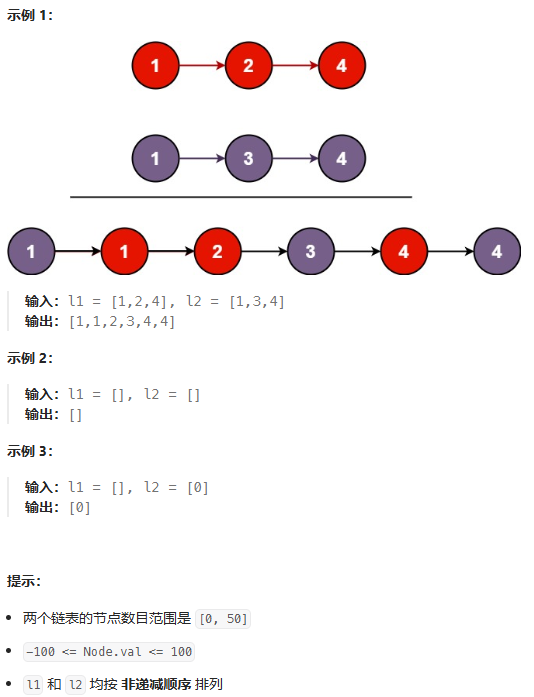 示例 1：
1 2 4
1 3 4
1 1 2 3 4 4
输入：l1 = [1,2,4], l2 = [1,3,4]
输出：[1,1,2,3,4,4]
示例 2：
输入：l1 = [], l2 = []
输出：[]
示例 3：
输入：l1 = [], l2 = [0]
输出：[0]
提示：
• 两个链表的节点数目范围是 [0, 50]
• -100 <= Node.val <= 100
• l1 和 l2 均按 非递减顺序 排列